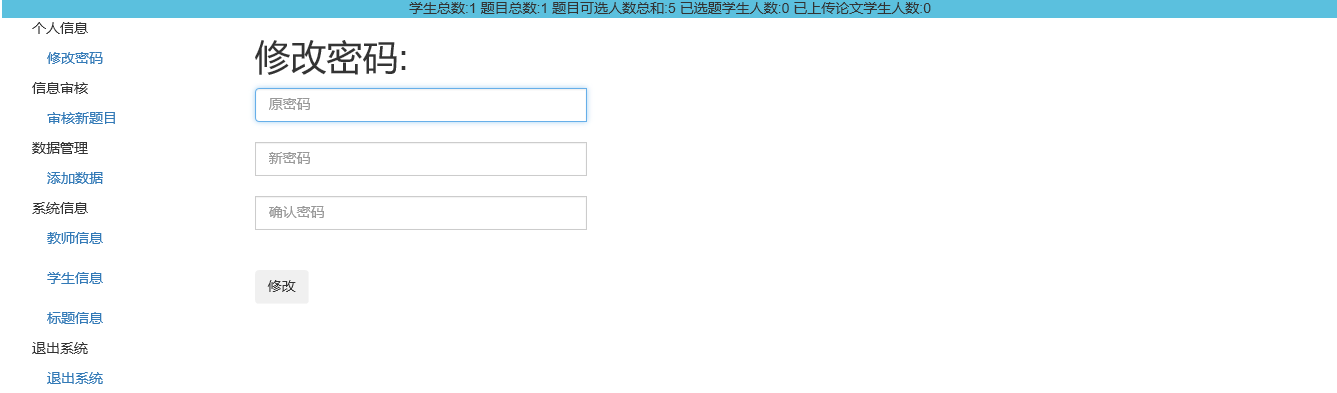 学生总数:1 题目总数:1 题目可选人数总和:5 已选题学生人数:0 已上传论文学生人数:0
个人信息
修改密码
信息审核
审核新题目
数据管理
添加数据
系统信息
教师信息
学生信息
标题信息
退出系统
退出系统
修改密码:
原密码
新密码
确认密码
修改